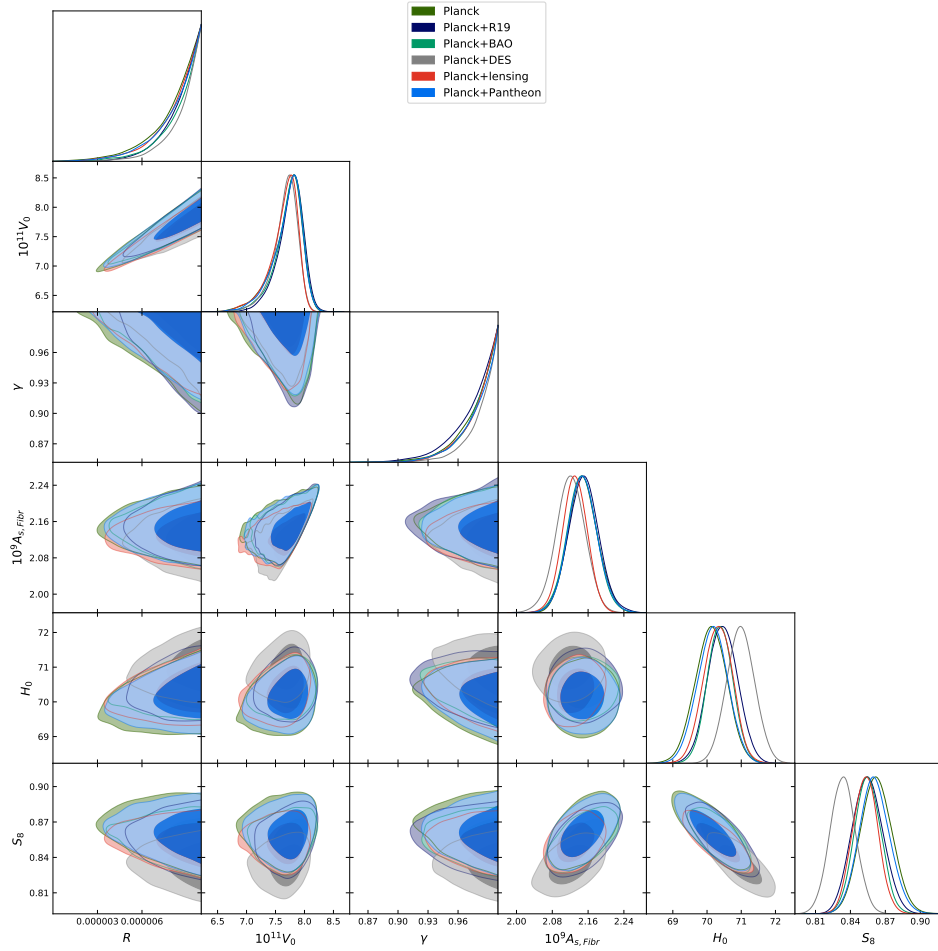 Planck
Planck+R19
Planck+BAO
Planck+DES
Planck+lensing
Planck+Pantheon
8.5
8.0
7.5
7.0
6.5
10¹¹V₀
0.96
0.93
0.90
0.87
γ
2.24
2.16
2.08
2.00
10⁹A_{s,Fibr}
72
71
70
69
H₀
0.90
0.87
0.84
0.81
S₈
0.000003 0.000006
6.5 7.0 7.5 8.0 8.5
0.87 0.90 0.93 0.96
2.00 2.08 2.16 2.24
69 70 71 72
0.81 0.84 0.87 0.90
R
10¹¹V₀
γ
10⁹A_{s,Fibr}
H₀
S₈